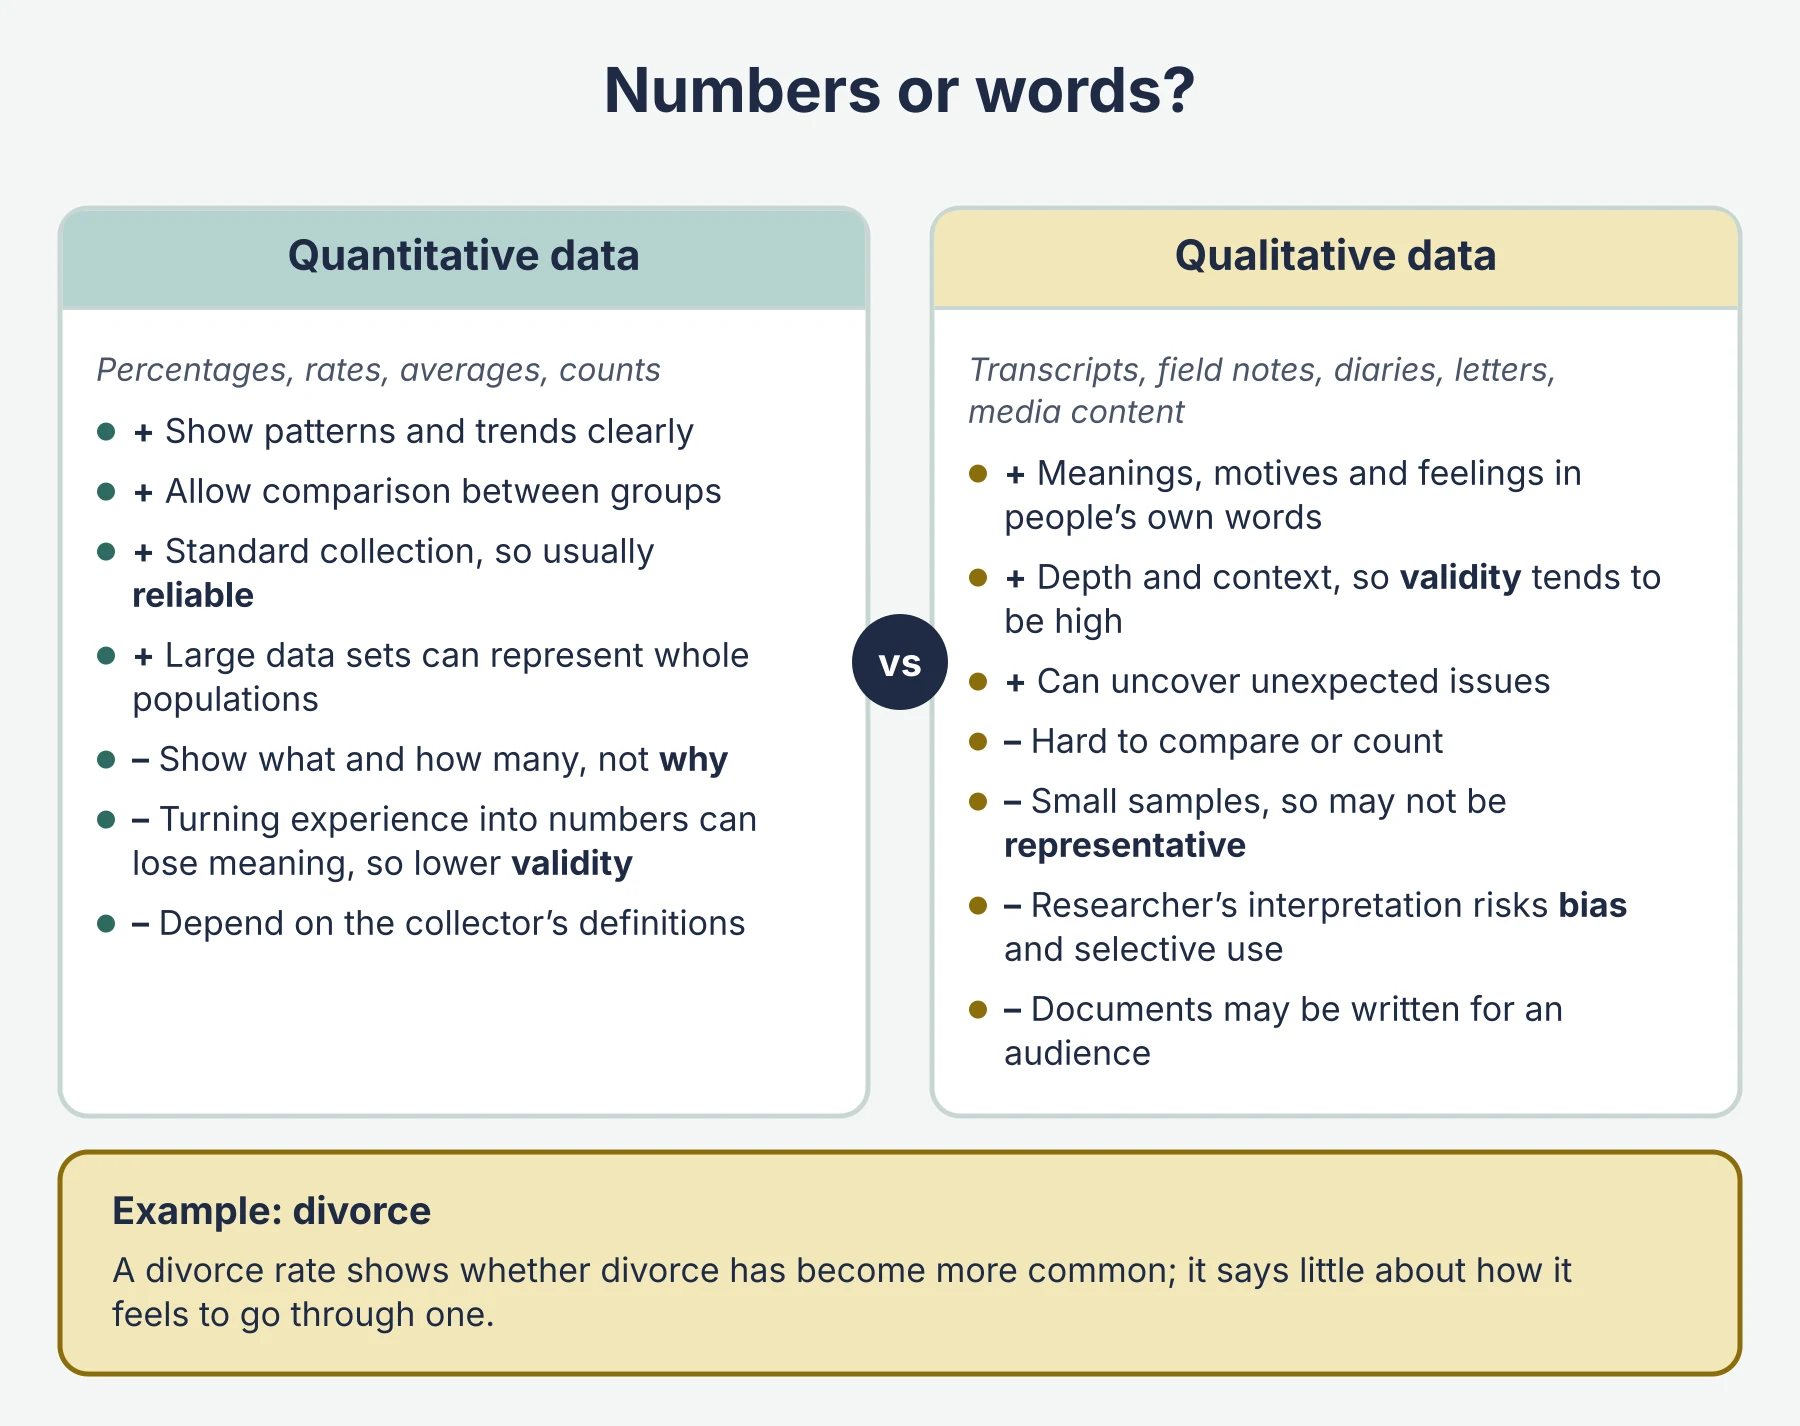 Numbers or words?
Quantitative data
Percentages, rates, averages, counts
+ Show patterns and trends clearly
+ Allow comparison between groups
+ Standard collection, so usually
reliable
+ Large data sets can represent whole
populations
– Show what and how many, not why
– Turning experience into numbers can
lose meaning, so lower validity
– Depend on the collector’s definitions
vs
Qualitative data
Transcripts, field notes, diaries, letters,
media content
+ Meanings, motives and feelings in
people’s own words
+ Depth and context, so validity tends to
be high
+ Can uncover unexpected issues
– Hard to compare or count
– Small samples, so may not be
representative
– Researcher’s interpretation risks bias
and selective use
– Documents may be written for an
audience
Example: divorce
A divorce rate shows whether divorce has become more common; it says little about how it
feels to go through one.